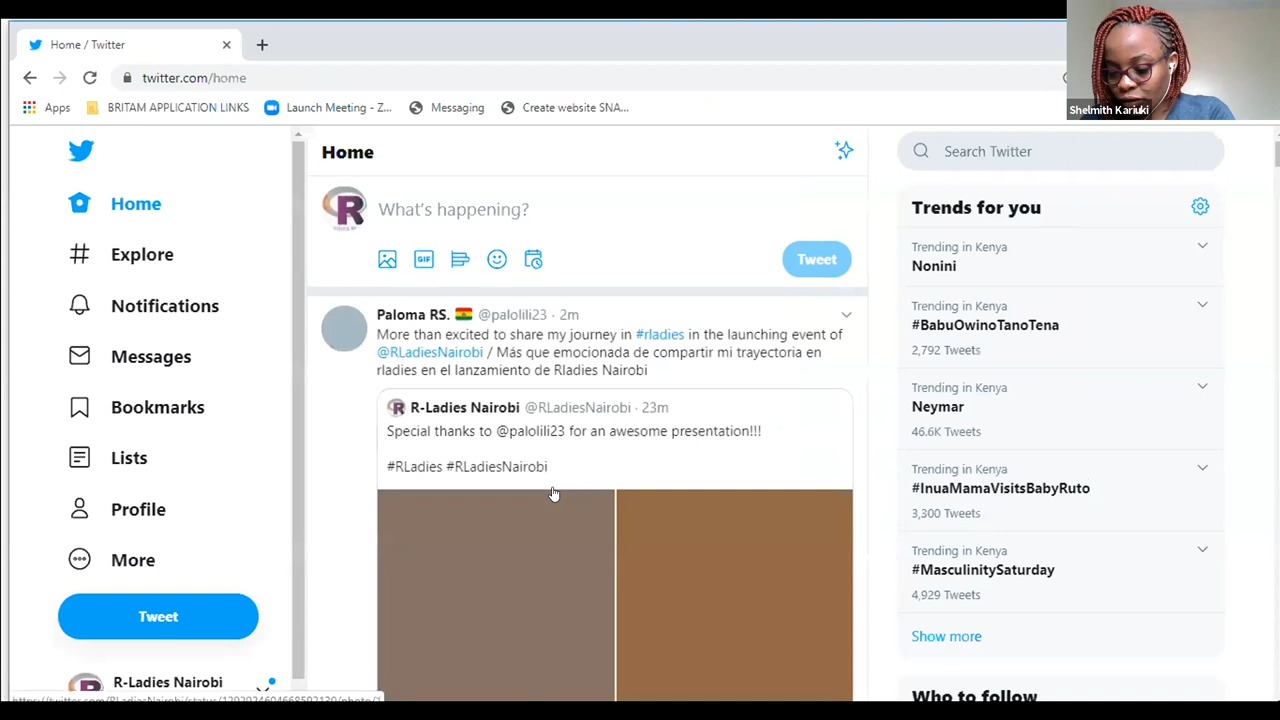 Home / Twitter
twitter.com/home
Apps
BRITAM APPLICATION LINKS
Launch Meeting - Z...
Messaging
Create website SNA...
Shelmith Kariuki
Home
Explore
Notifications
Messages
Bookmarks
Lists
Profile
More
Tweet
R-Ladies Nairobi
Home
What's happening?
GIF
Tweet
Paloma RS. @palolili23 · 2m
More than excited to share my journey in #rladies in the launching event of
@RLadiesNairobi / Más que emocionada de compartir mi trayectoria en
rladies en el lanzamiento de Rladies Nairobi
R-Ladies Nairobi @RLadiesNairobi · 23m
Special thanks to @palolili23 for an awesome presentation!!!
#RLadies #RLadiesNairobi
Search Twitter
Trends for you
Trending in Kenya
Nonini
Trending in Kenya
#BabuOwinoTanoTena
2,792 Tweets
Trending in Kenya
Neymar
46.6K Tweets
Trending in Kenya
#InuaMamaVisitsBabyRuto
3,300 Tweets
Trending in Kenya
#MasculinitySaturday
4,929 Tweets
Show more
Who to follow